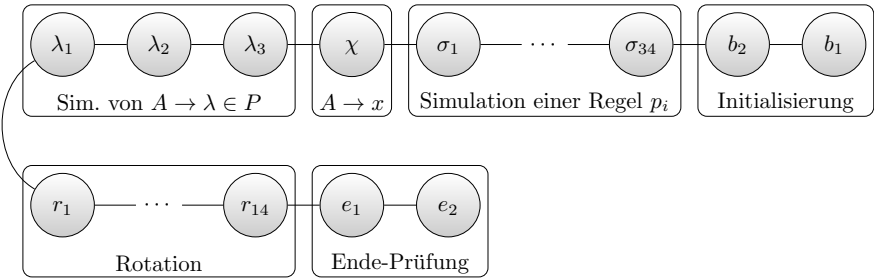 λ₁ λ₂ λ₃ χ σ₁ ··· σ₃₄ b₂ b₁
Sim. von A → λ ∈ P A → x Simulation einer Regel pᵢ Initialisierung
r₁ ··· r₁₄ e₁ e₂
Rotation Ende-Prüfung